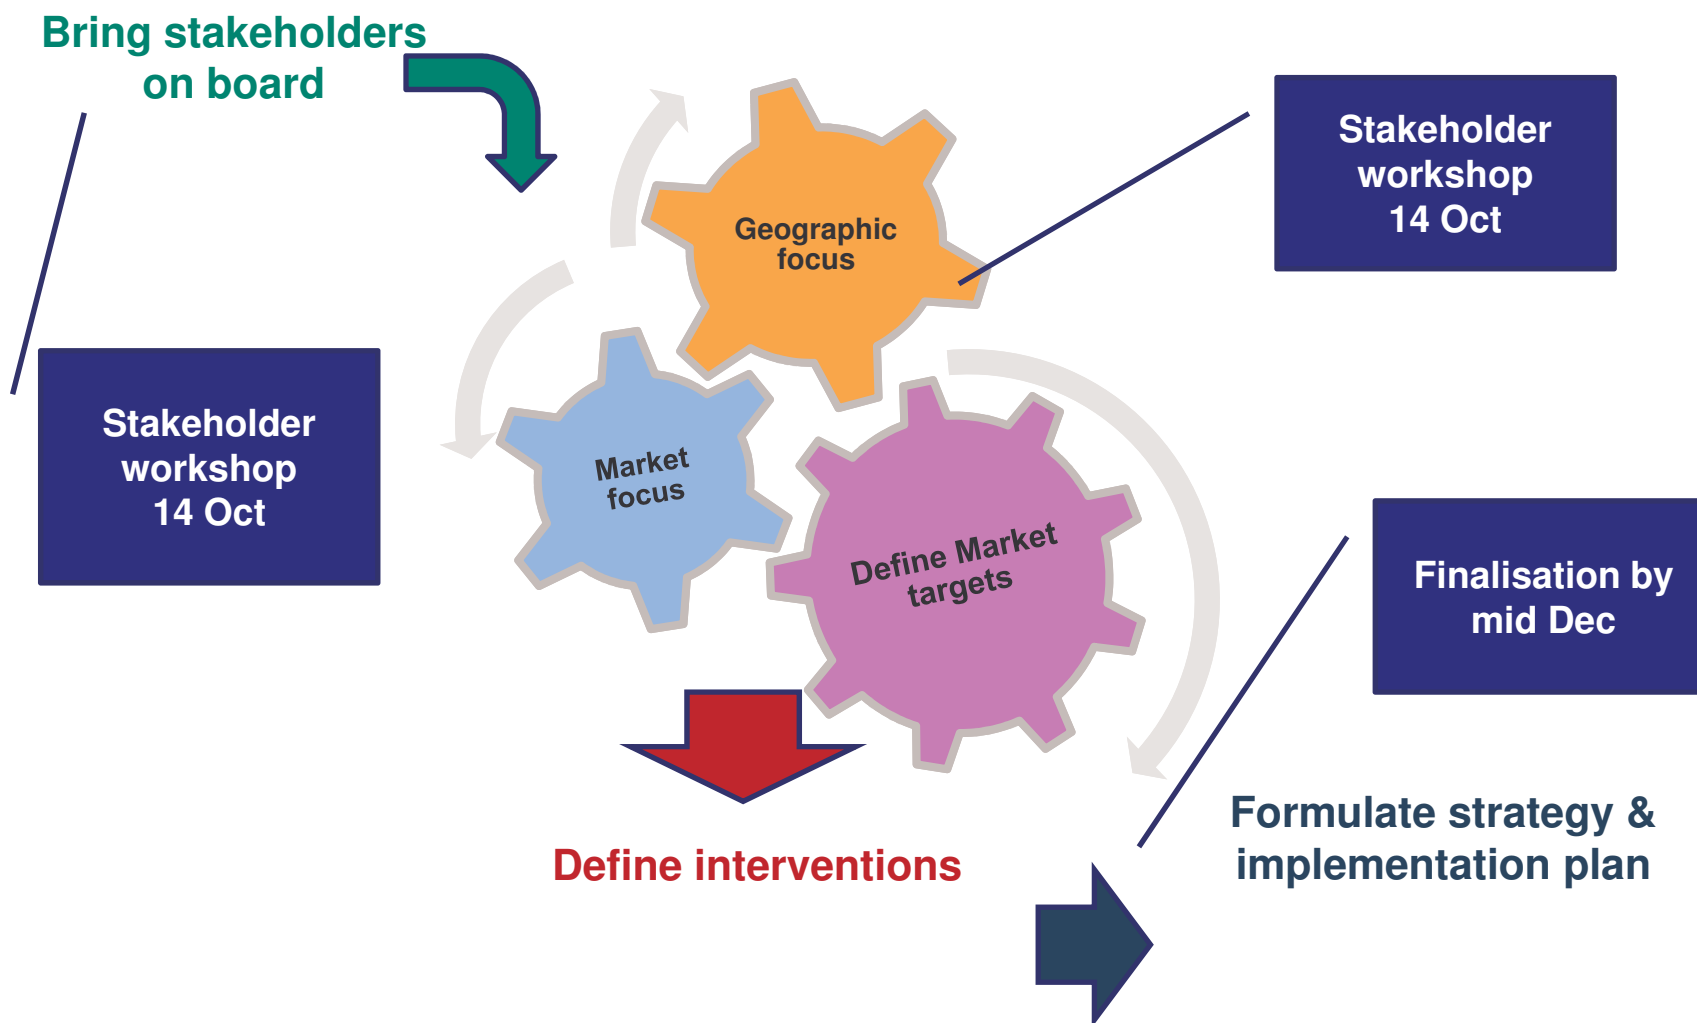 Bring stakeholders
on board
Stakeholder
workshop
14 Oct
Geographic
focus
Stakeholder
workshop
14 Oct
Market
focus
Define Market
targets
Finalisation by
mid Dec
Define interventions
Formulate strategy &
implementation plan